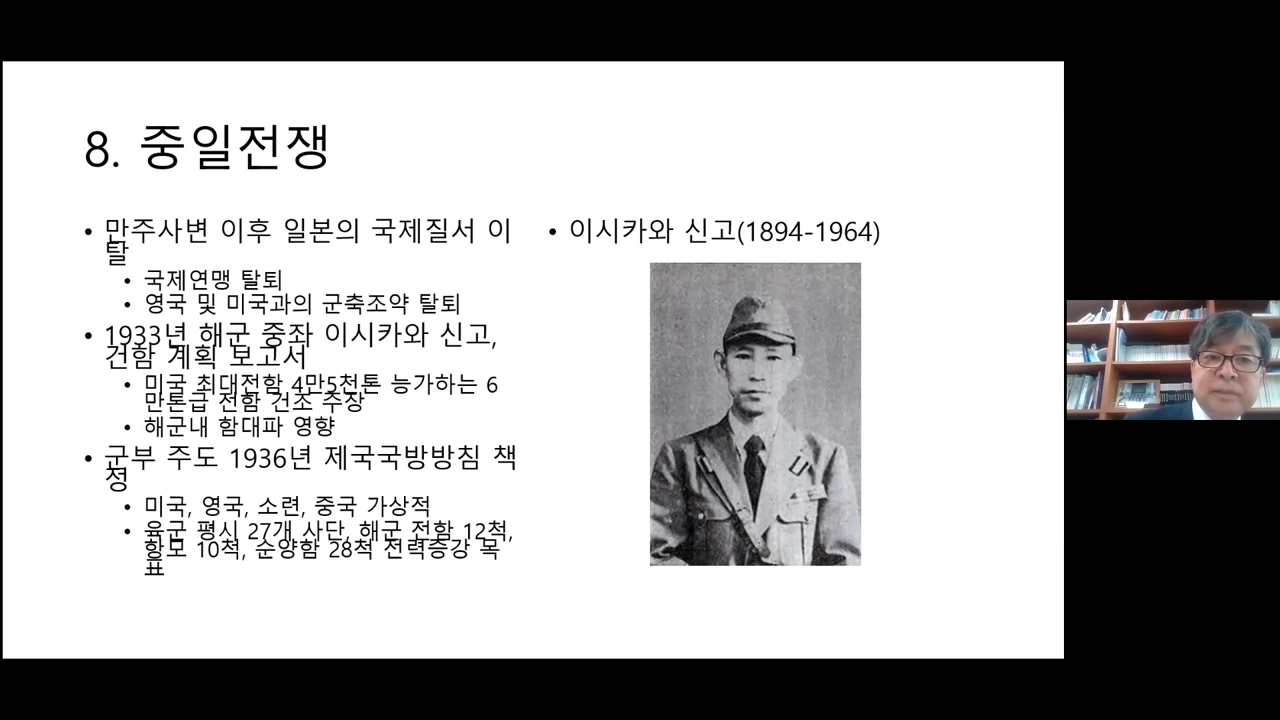 8. 중일전쟁
• 만주사변 이후 일본의 국제질서 이
탈
• 국제연맹 탈퇴
• 영국 및 미국과의 군축조약 탈퇴
• 1933년 해군 중좌 이시카와 신고,
건함 계획 보고서
• 미국 최대전함 4만5천톤 능가하는 6
만톤급 전함 건조 주장
• 해군내 함대파 영향
• 군부 주도 1936년 제국국방방침 책
정
• 미국, 영국, 소련, 중국 가상적
• 육군 평시 27개 사단, 해군 전함 12척,
항모 10척, 순양함 28척 전력증강 목
표
• 이시카와 신고(1894-1964)